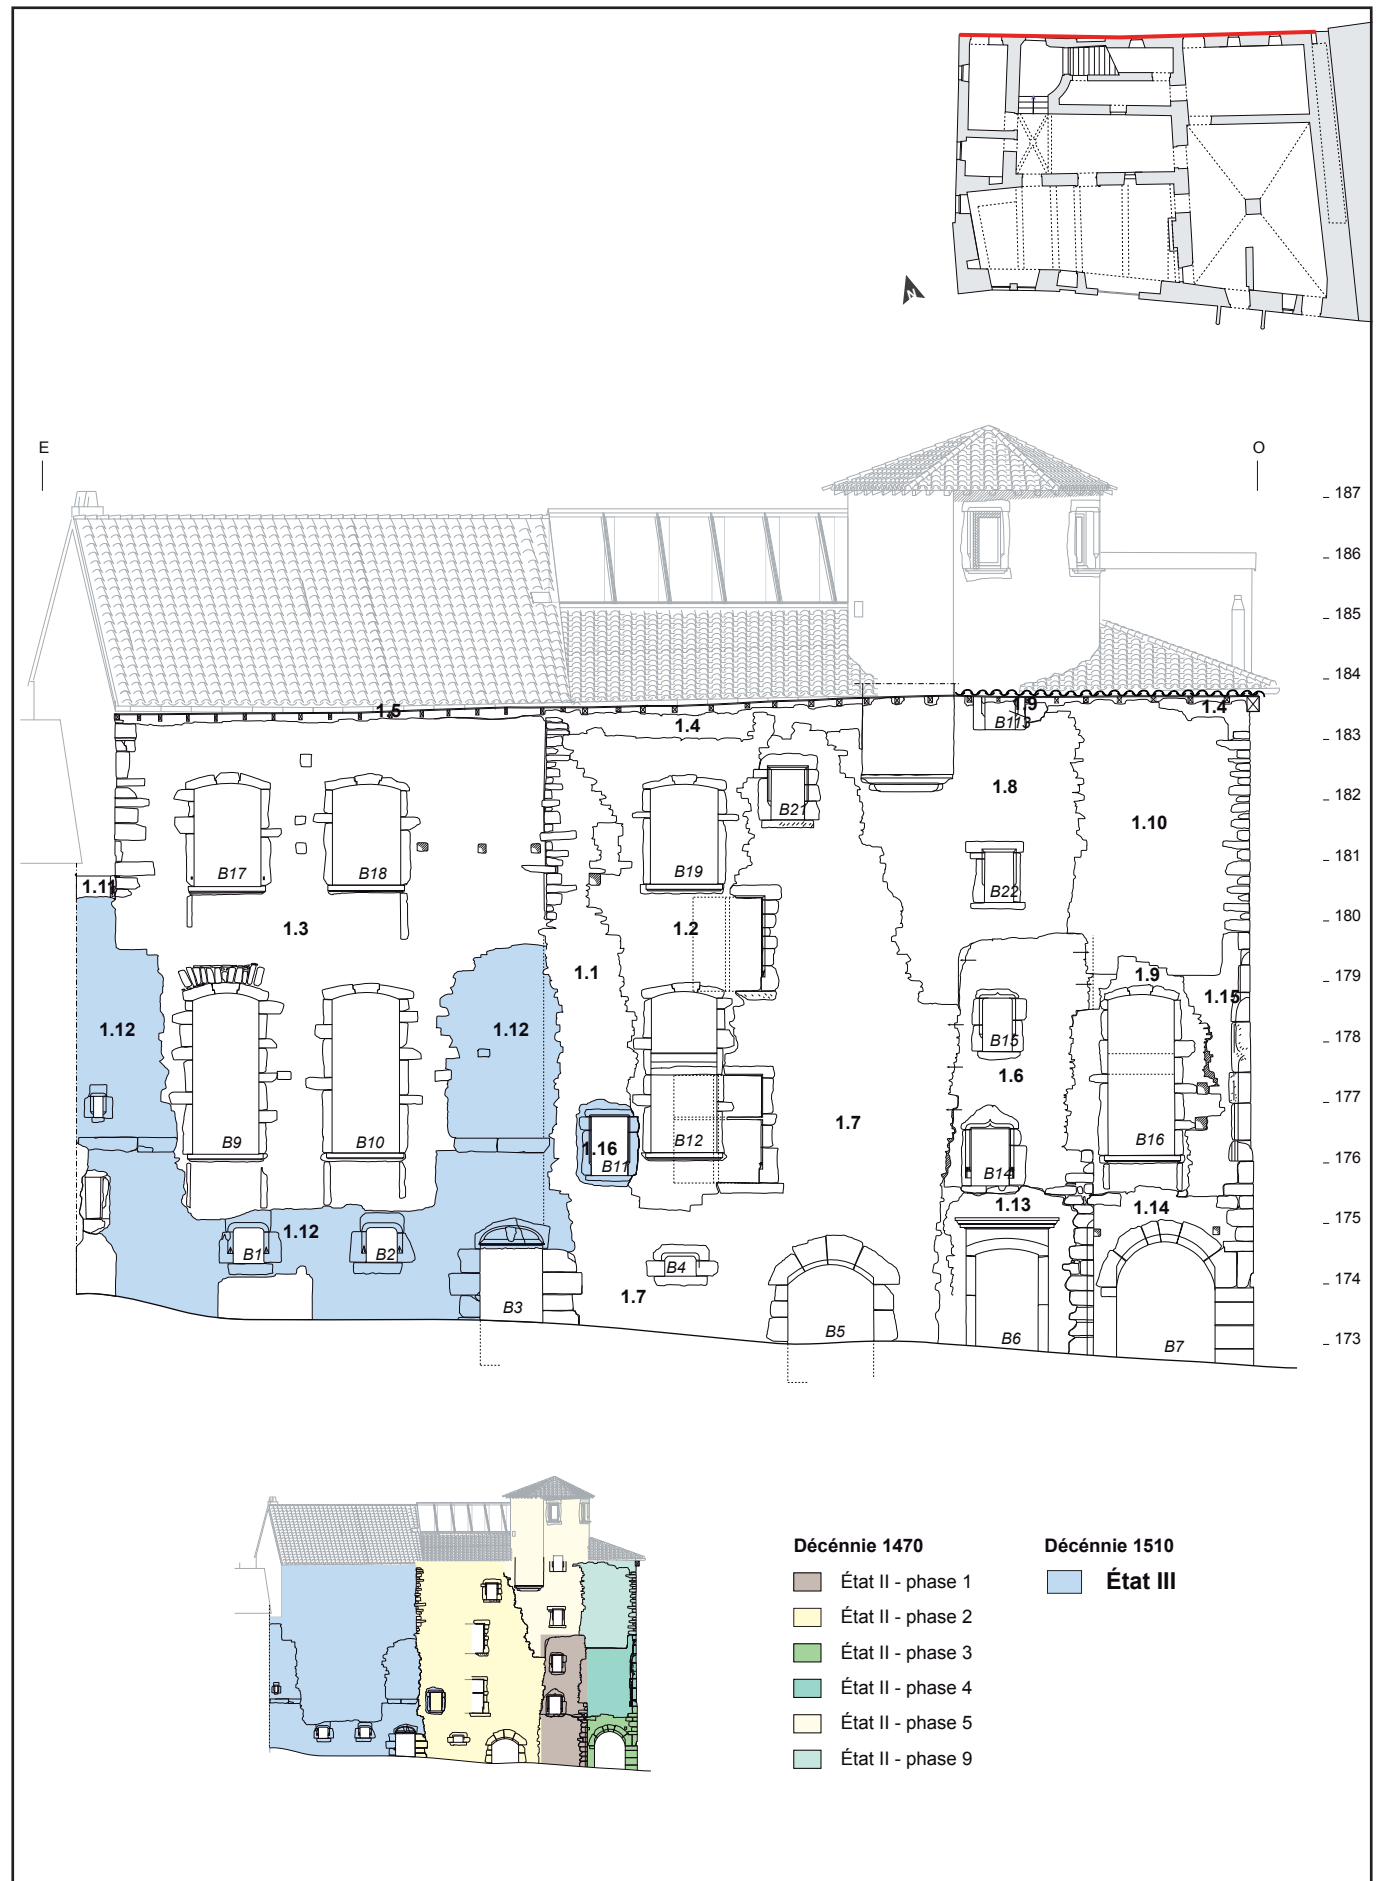 N
E
O
187
186
185
184
1.5
1.9
1.4
1.4
B113
183
1.8
182
B21
1.10
181
B17
B18
B19
B22
1.11
180
1.3
1.2
1.1
1.9
179
1.15
1.12
1.12
178
B15
1.6
177
1.7
B9
B10
1.16
B12
B16
B11
B14
176
1.13
1.14
175
1.12
B1
B2
B4
174
1.7
B3
B5
B6
B7
173
Décénnie 1470
Décénnie 1510
État II - phase 1
État III
État II - phase 2
État II - phase 3
État II - phase 4
État II - phase 5
État II - phase 9